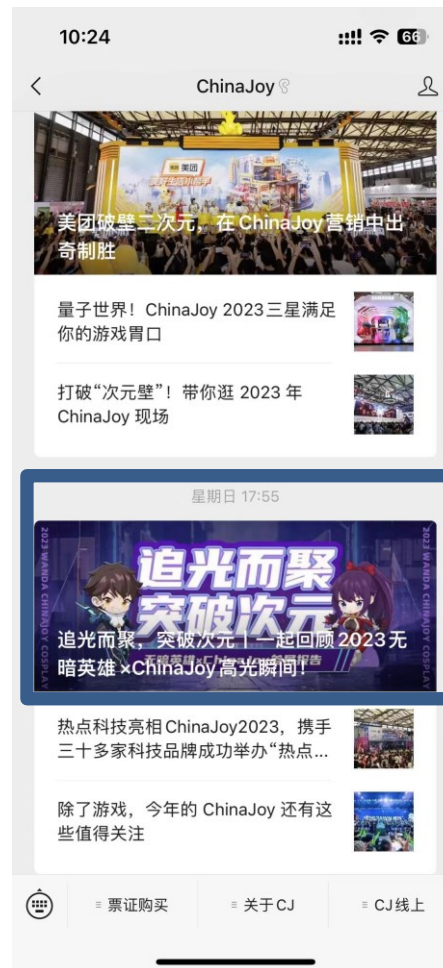 10:24
66
ChinaJoy
美团
美团破壁二次元，在ChinaJoy营销中出
奇制胜
量子世界！ChinaJoy 2023三星满足
你的游戏胃口
打破“次元壁”！带你逛 2023 年
ChinaJoy 现场
星期日 17:55
2023 WANDA CHINAJOY COSPLAY
追光而聚
突破次元
追光而聚，突破次元丨一起回顾2023无
暗英雄×ChinaJoy高光瞬间！
热点科技亮相ChinaJoy2023，携手
三十多家科技品牌成功举办“热点...
除了游戏，今年的 ChinaJoy 还有这
些值得关注
票证购买
关于CJ
CJ线上